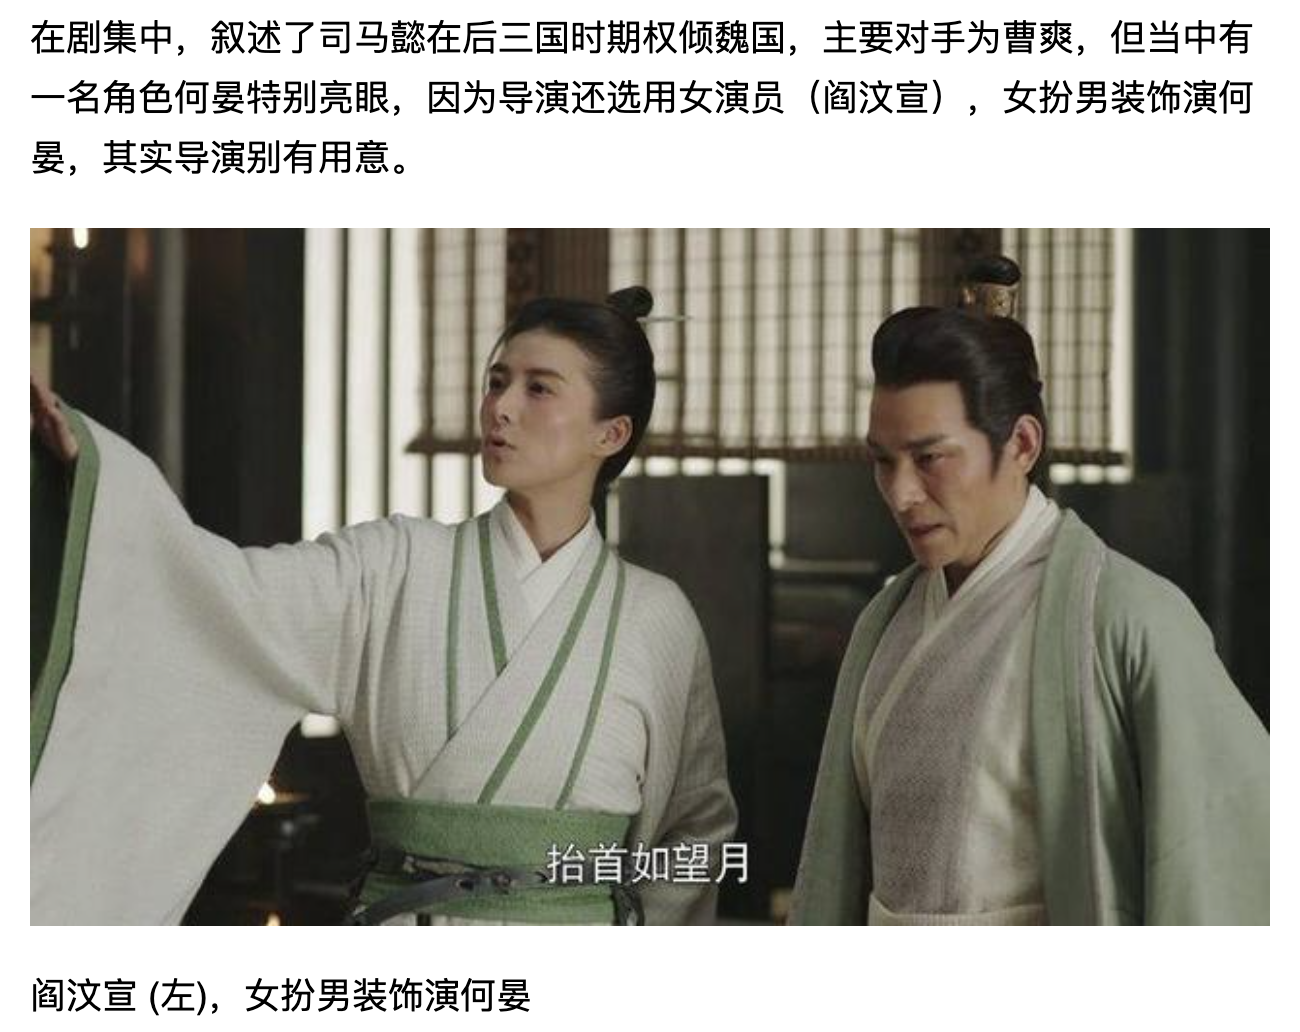 在剧集中，叙述了司马懿在后三国时期权倾魏国，主要对手为曹爽，但当中有
一名角色何晏特别亮眼，因为导演还选用女演员（阎汶宣），女扮男装饰演何
晏，其实导演别有用意。
抬首如望月
阎汶宣 (左)，女扮男装饰演何晏